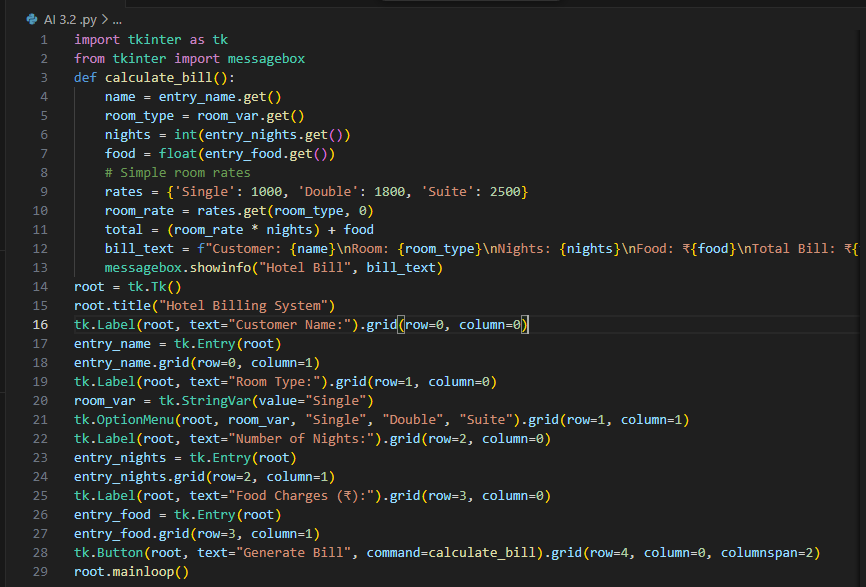 AI 3.2 .py > ...
1 import tkinter as tk
2 from tkinter import messagebox
3 def calculate_bill():
4     name = entry_name.get()
5     room_type = room_var.get()
6     nights = int(entry_nights.get())
7     food = float(entry_food.get())
8     # Simple room rates
9     rates = {'Single': 1000, 'Double': 1800, 'Suite': 2500}
10     room_rate = rates.get(room_type, 0)
11     total = (room_rate * nights) + food
12     bill_text = f"Customer: {name}\nRoom: {room_type}\nNights: {nights}\nFood: ₹{food}\nTotal Bill: ₹{
13     messagebox.showinfo("Hotel Bill", bill_text)
14 root = tk.Tk()
15 root.title("Hotel Billing System")
16 tk.Label(root, text="Customer Name:").grid(row=0, column=0)
17 entry_name = tk.Entry(root)
18 entry_name.grid(row=0, column=1)
19 tk.Label(root, text="Room Type:").grid(row=1, column=0)
20 room_var = tk.StringVar(value="Single")
21 tk.OptionMenu(root, room_var, "Single", "Double", "Suite").grid(row=1, column=1)
22 tk.Label(root, text="Number of Nights:").grid(row=2, column=0)
23 entry_nights = tk.Entry(root)
24 entry_nights.grid(row=2, column=1)
25 tk.Label(root, text="Food Charges (₹):").grid(row=3, column=0)
26 entry_food = tk.Entry(root)
27 entry_food.grid(row=3, column=1)
28 tk.Button(root, text="Generate Bill", command=calculate_bill).grid(row=4, column=0, columnspan=2)
29 root.mainloop()